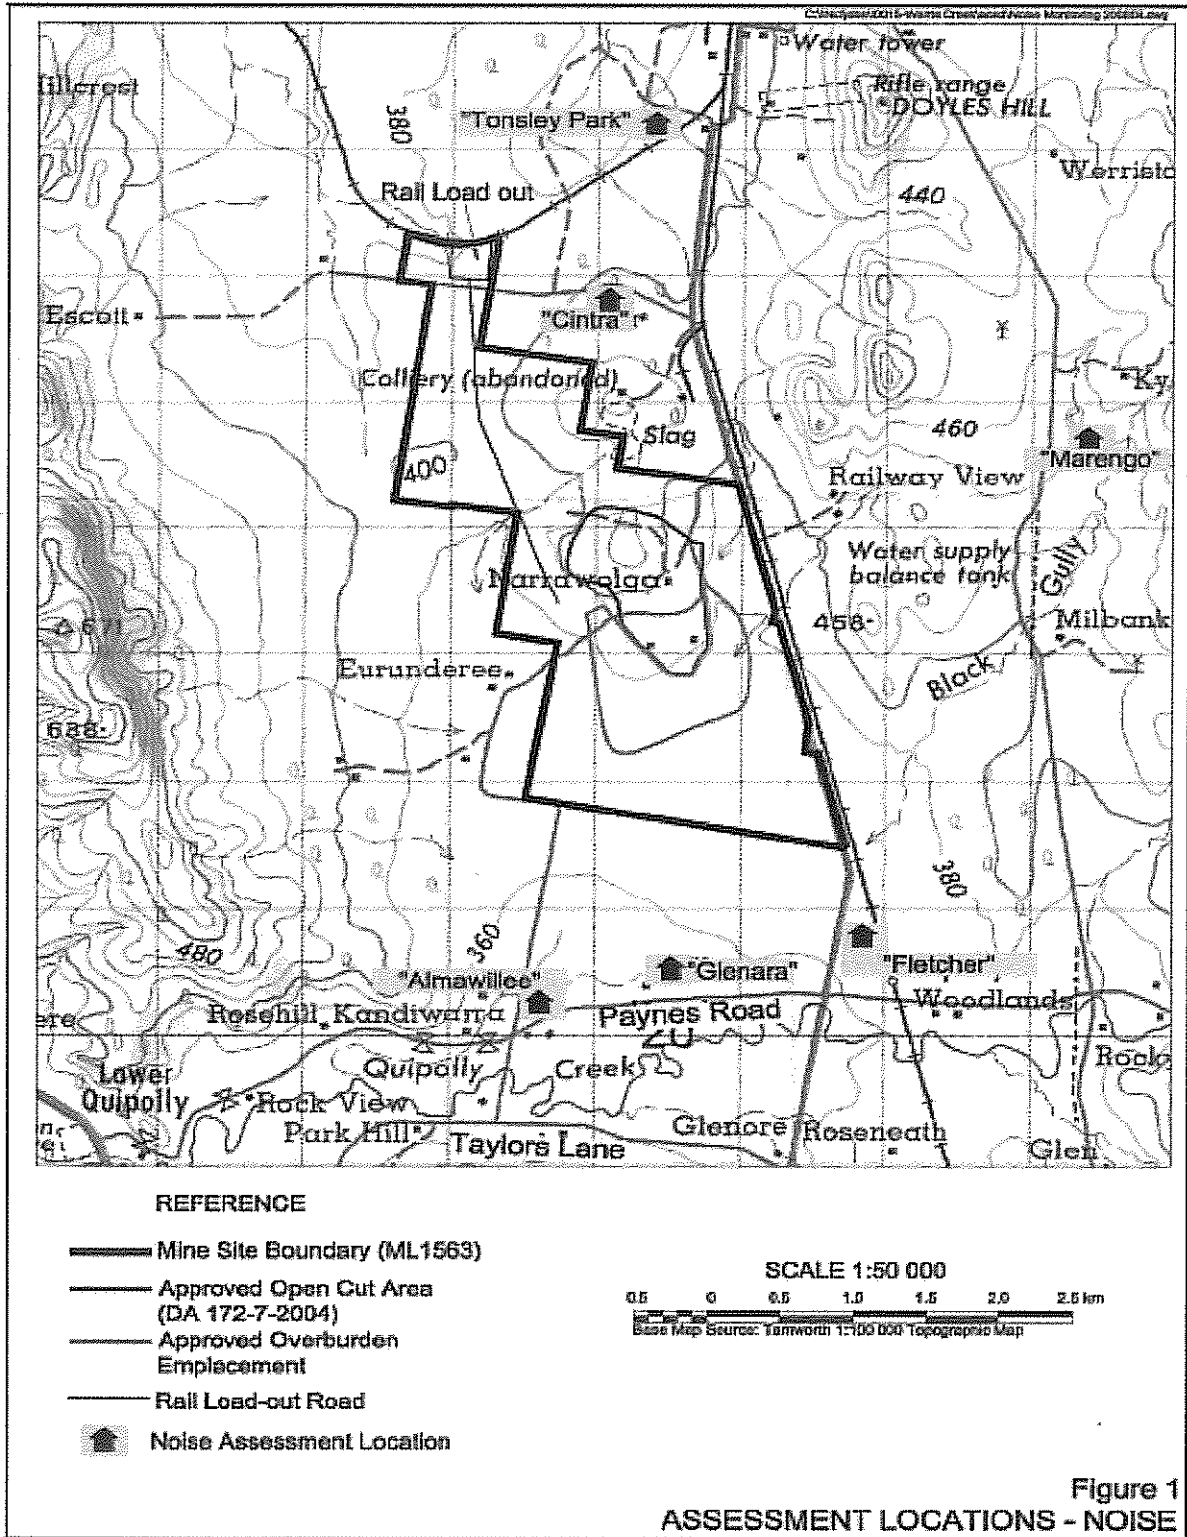 Water tower
Hillcrest
Rifle range
DOYLES HILL
380
"Tonsley Park"
Werristo
Rail Load out
440
Escott
"Cintra"
Colliery (abandoned)
Ky
Slag
460
"Marengo"
400
Railway View
Water supply
balance tank
Gully
Narrawolga
671
458
Milbank
Eurunderee
Black
688
380
480
360
"Almawillee"
"Glenara"
"Fletcher"
Woodlands
ere
Rosehill
Kandiwarra
Paynes Road
Quipolly
Creek
Rock
Lower
Quipolly
Rock View
Park Hill
Glenore
Roseneath
Taylors Lane
Glen
REFERENCE
Mine Site Boundary (ML1563)
Approved Open Cut Area
(DA 172-7-2004)
Approved Overburden
Emplacement
Rail Load-out Road
Noise Assessment Location
SCALE 1:50 000
0.5 0 0.5 1.0 1.5 2.0 2.5 km
Base Map Source: Tamworth 1:100 000 Topographic Map
Figure 1
ASSESSMENT LOCATIONS - NOISE